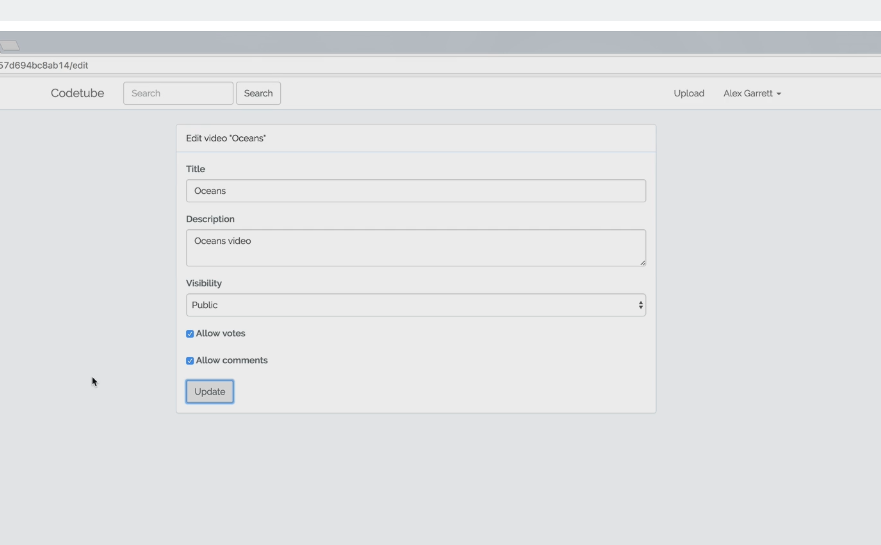 57d694bc8ab14/edit
Codetube Search Search Upload Alex Garrett
Edit video "Oceans"
Title
Oceans
Description
Oceans video
Visibility
Public
Allow votes
Allow comments
Update